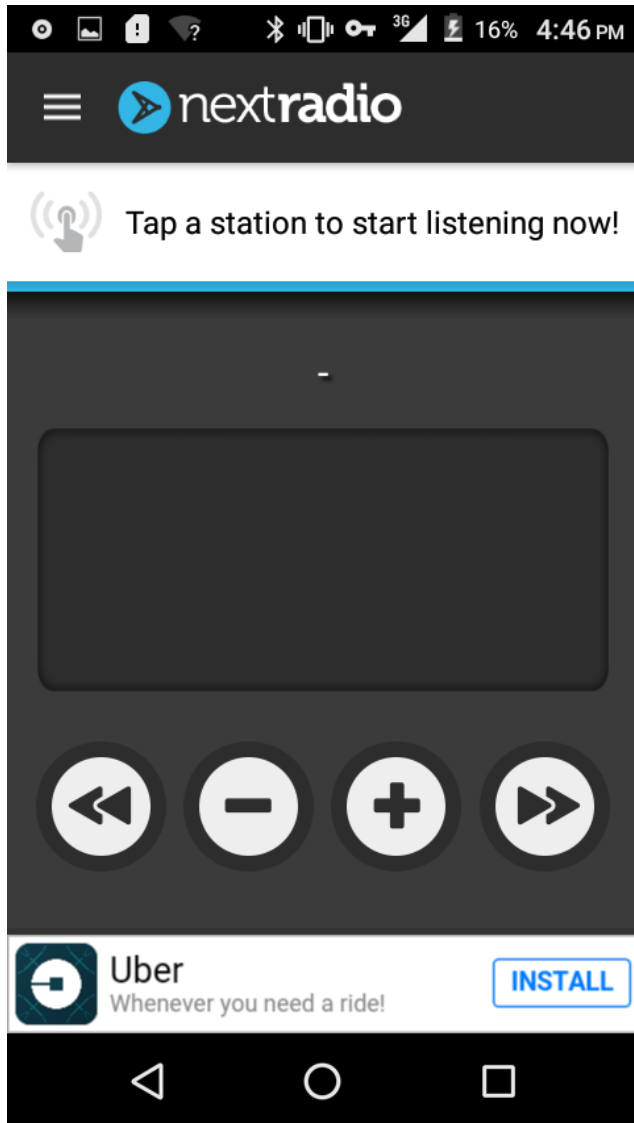 3G 16% 4:46 PM
nextradio
Tap a station to start listening now!
-
Uber
Whenever you need a ride!
INSTALL